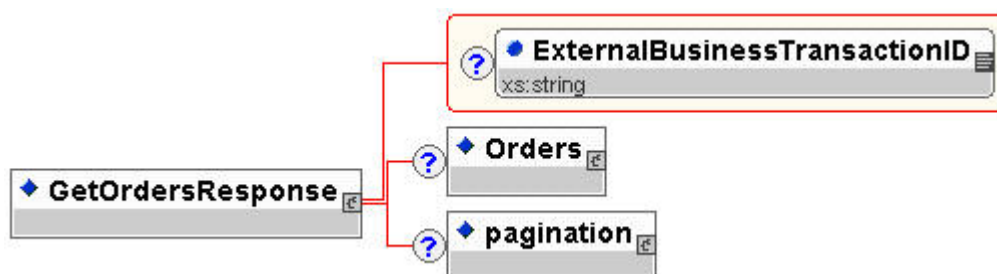 ? ExternalBusinessTransactionID
xs:string
? Orders
GetOrdersResponse
? pagination